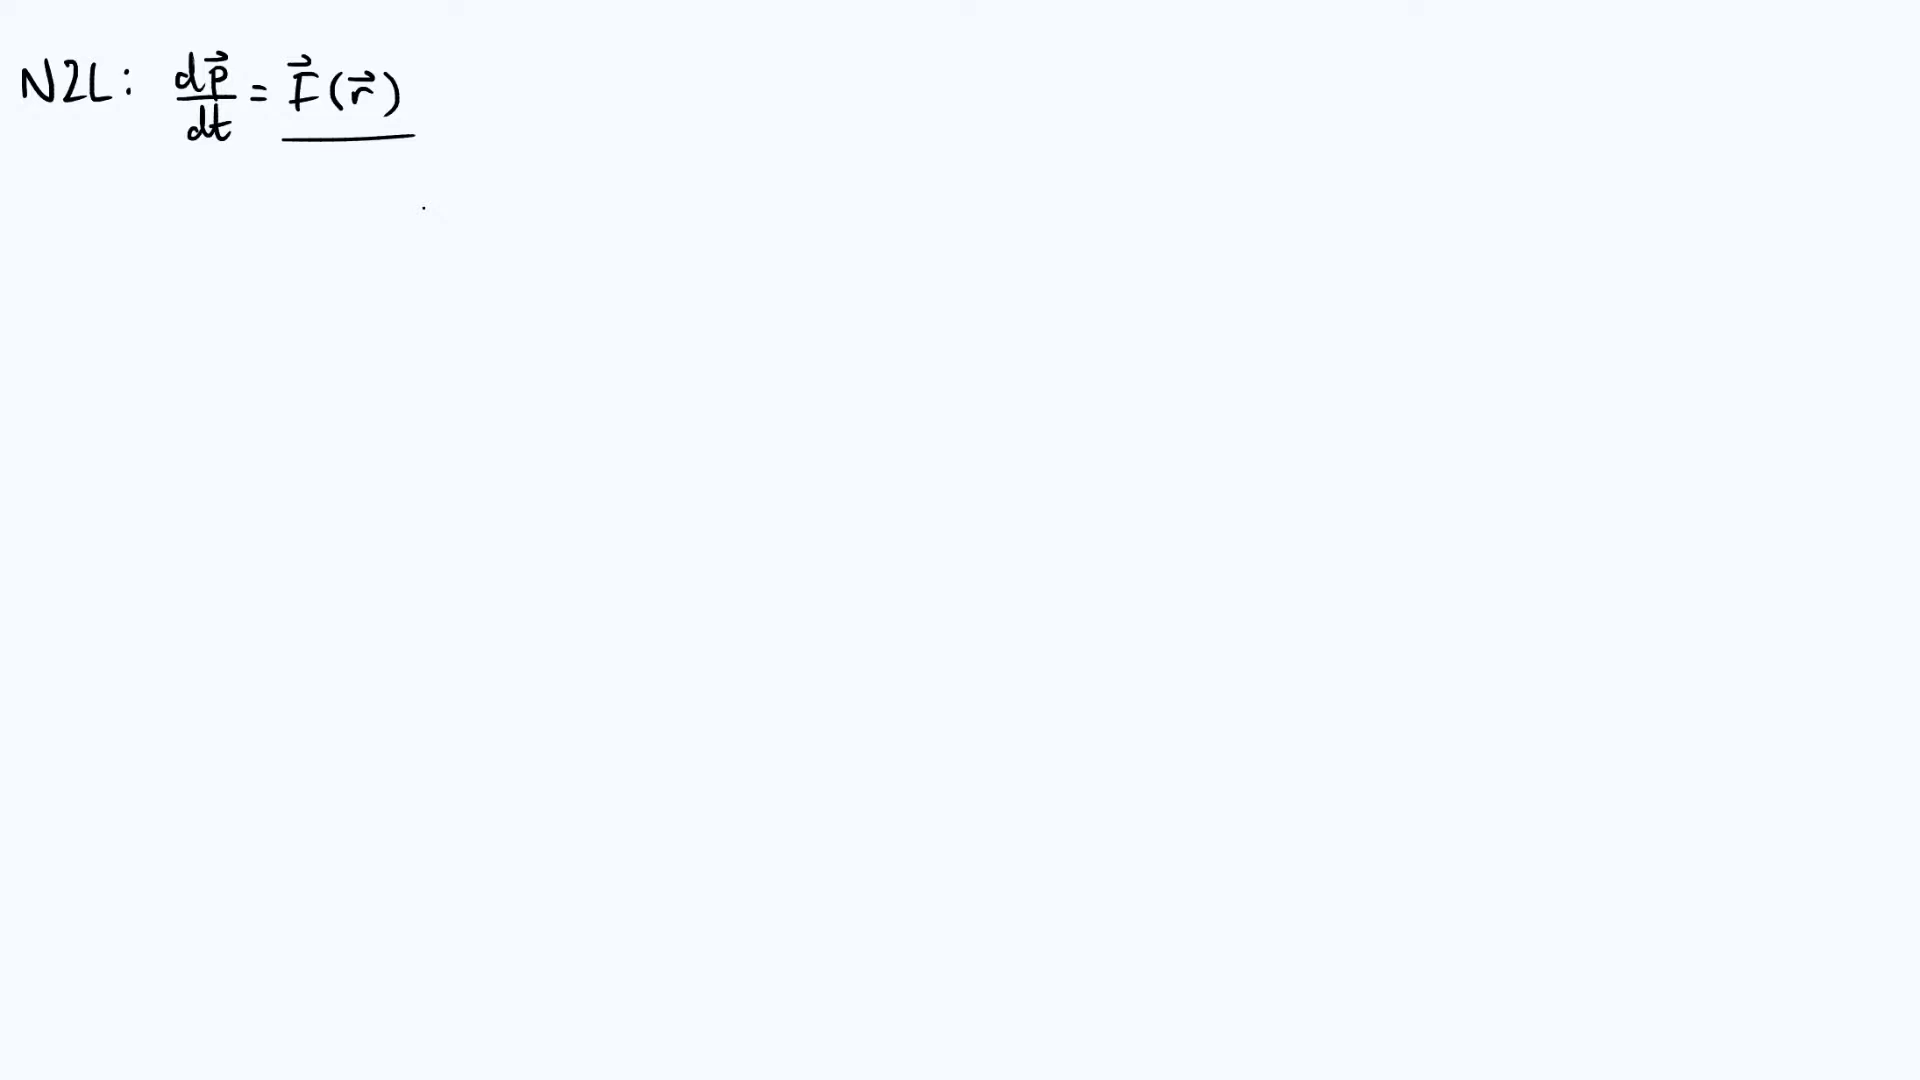 N2L: dp⃗/dt = F⃗(r⃗)